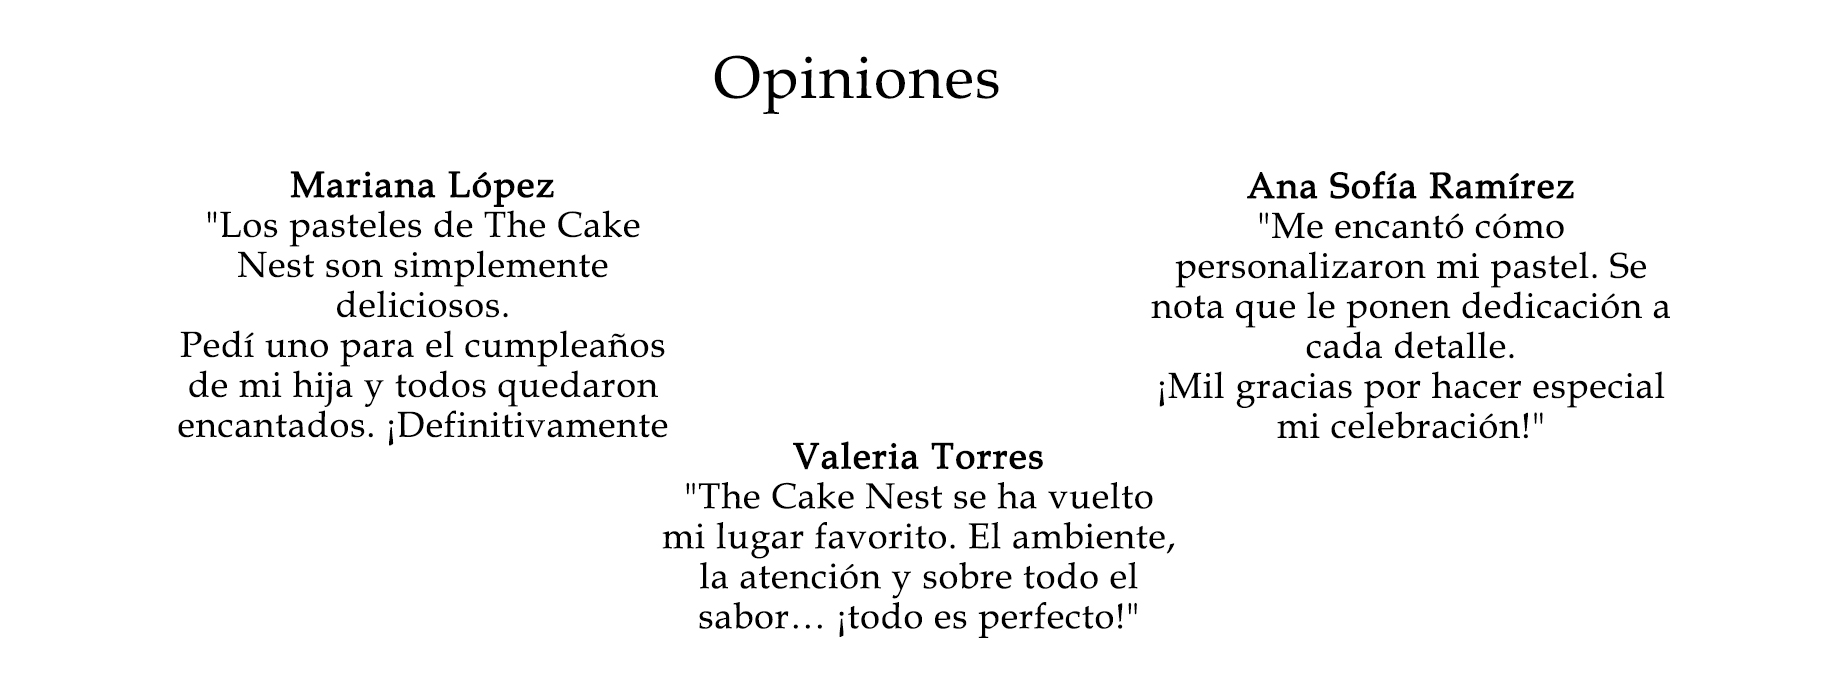 Opiniones
Mariana López
"Los pasteles de The Cake
Nest son simplemente
deliciosos.
Pedí uno para el cumpleaños
de mi hija y todos quedaron
encantados. ¡Definitivamente
Ana Sofía Ramírez
"Me encantó cómo
personalizaron mi pastel. Se
nota que le ponen dedicación a
cada detalle.
¡Mil gracias por hacer especial
mi celebración!"
Valeria Torres
"The Cake Nest se ha vuelto
mi lugar favorito. El ambiente,
la atención y sobre todo el
sabor… ¡todo es perfecto!"